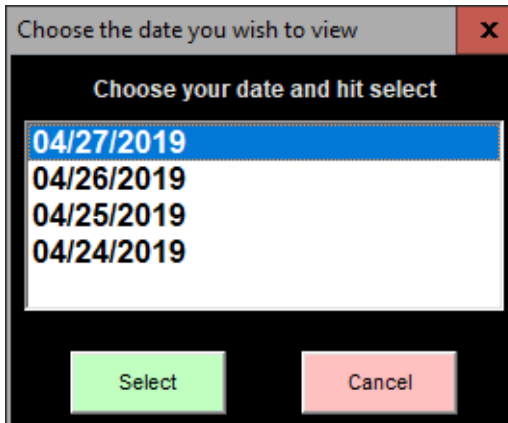 Choose the date you wish to view
x
Choose your date and hit select
04/27/2019
04/26/2019
04/25/2019
04/24/2019
Select
Cancel